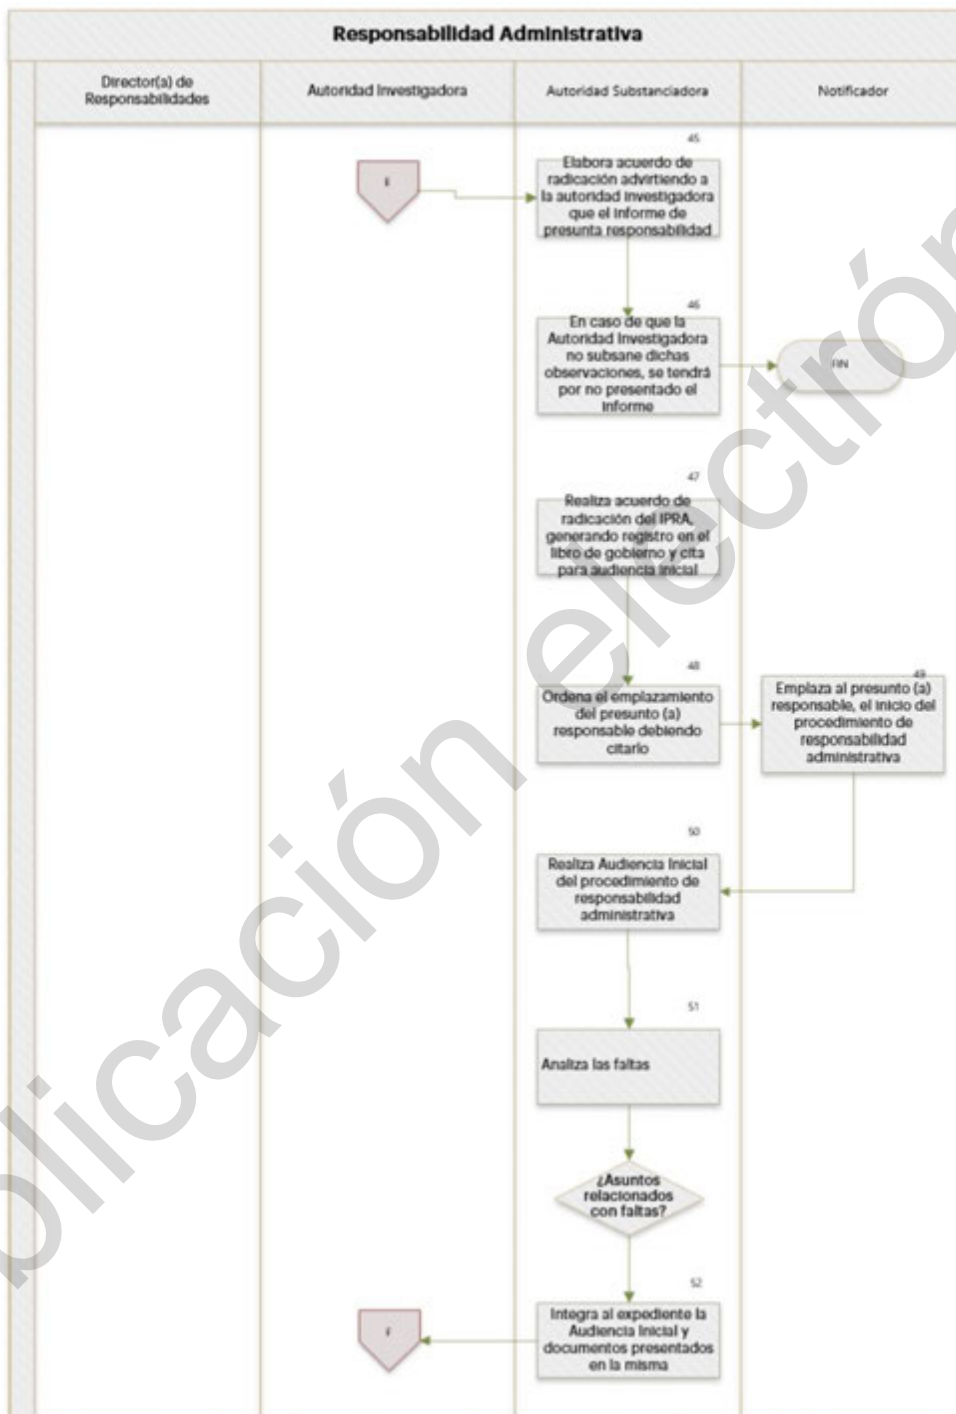 Responsabilidad Administrativa
Director(a) de
Responsabilidades
Autoridad Investigadora
Autoridad Substanciadora
Notificador
45
E
Elabora acuerdo de
radicación advirtiendo a
la autoridad investigadora
que el informe de
presunta responsabilidad
46
En caso de que la
Autoridad Investigadora
no subsane dichas
observaciones, se tendrá
por no presentado el
informe
FIN
47
Realiza acuerdo de
radicación del IPRA,
generando registro en el
libro de gobierno y cita
para audiencia inicial
48
Ordena el emplazamiento
del presunto (a)
responsable debiendo
citarlo
49
Emplaza al presunto (a)
responsable, el inicio del
procedimiento de
responsabilidad
administrativa
50
Realiza Audiencia Inicial
del procedimiento de
responsabilidad
administrativa
51
Analiza las faltas
¿Asuntos
relacionados
con faltas?
52
Integra al expediente la
Audiencia Inicial y
documentos presentados
en la misma
F
plicación electrón